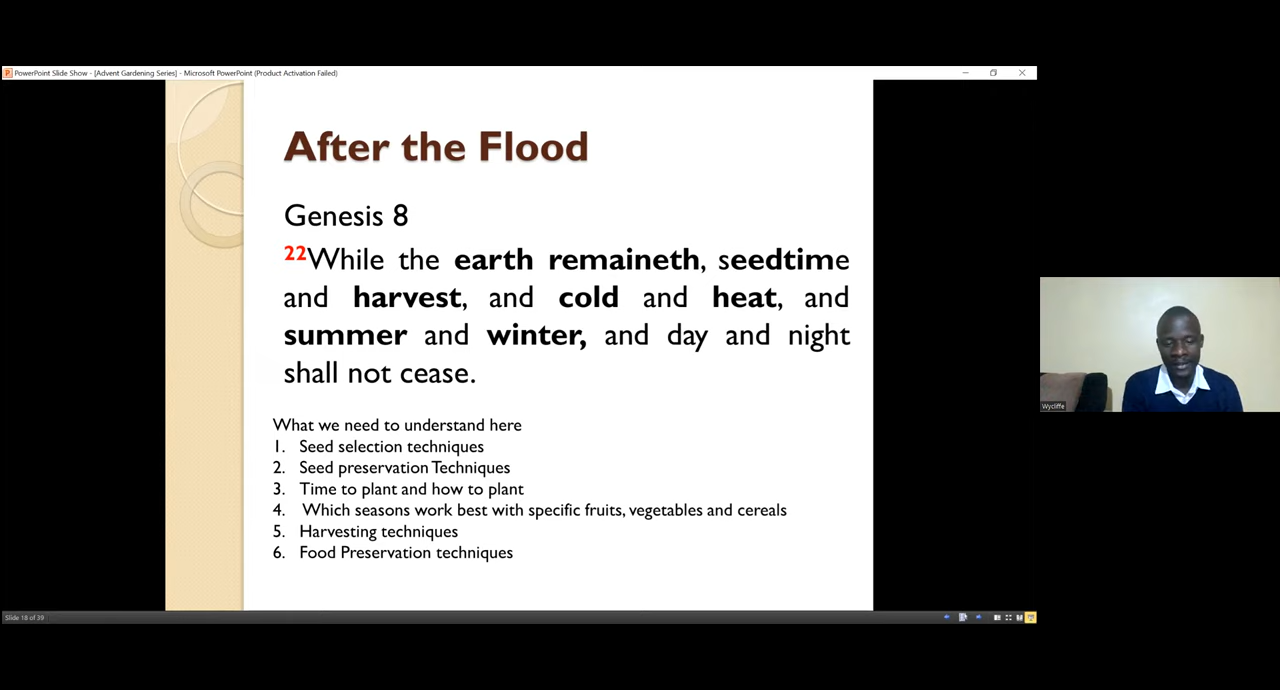 PowerPoint Slide Show - [Advent Gardening Series] - Microsoft PowerPoint (Product Activation Failed)
After the Flood
Genesis 8
22While the earth remaineth, seedtime
and harvest, and cold and heat, and
summer and winter, and day and night
shall not cease.
What we need to understand here
1. Seed selection techniques
2. Seed preservation Techniques
3. Time to plant and how to plant
4. Which seasons work best with specific fruits, vegetables and cereals
5. Harvesting techniques
6. Food Preservation techniques
Wycliffe
Slide 18 of 39